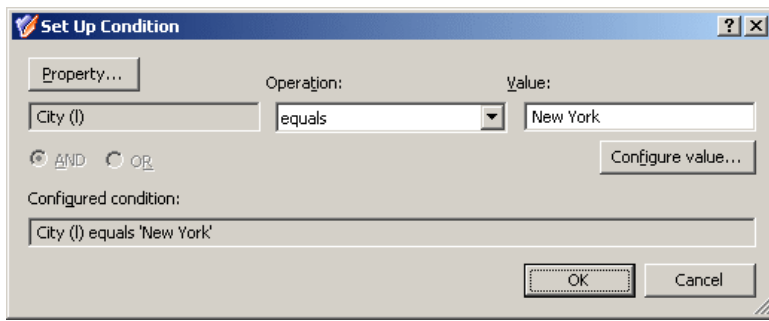 Set Up Condition
Property...
Operation:
Value:
City (l)
equals
New York
AND
OR
Configure value...
Configured condition:
City (l) equals 'New York'
OK
Cancel